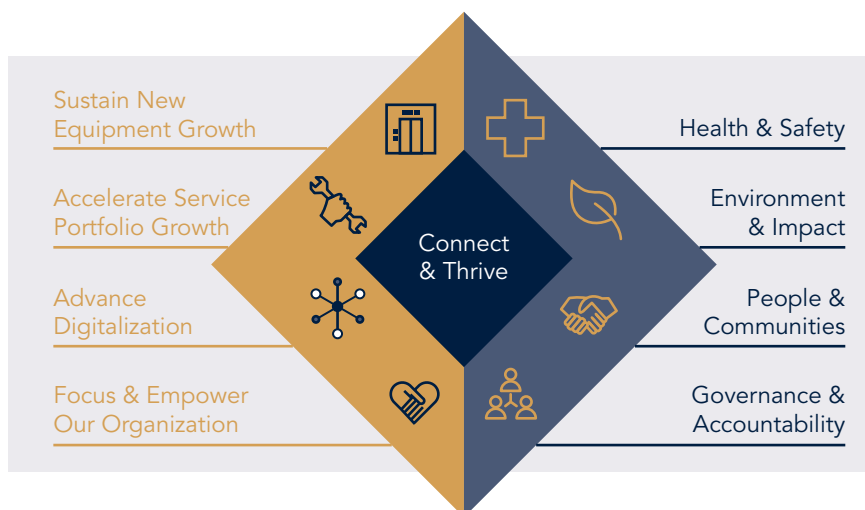 Sustain New
Equipment Growth
Accelerate Service
Portfolio Growth
Advance
Digitalization
Focus & Empower
Our Organization
Connect
& Thrive
Health & Safety
Environment
& Impact
People &
Communities
Governance &
Accountability